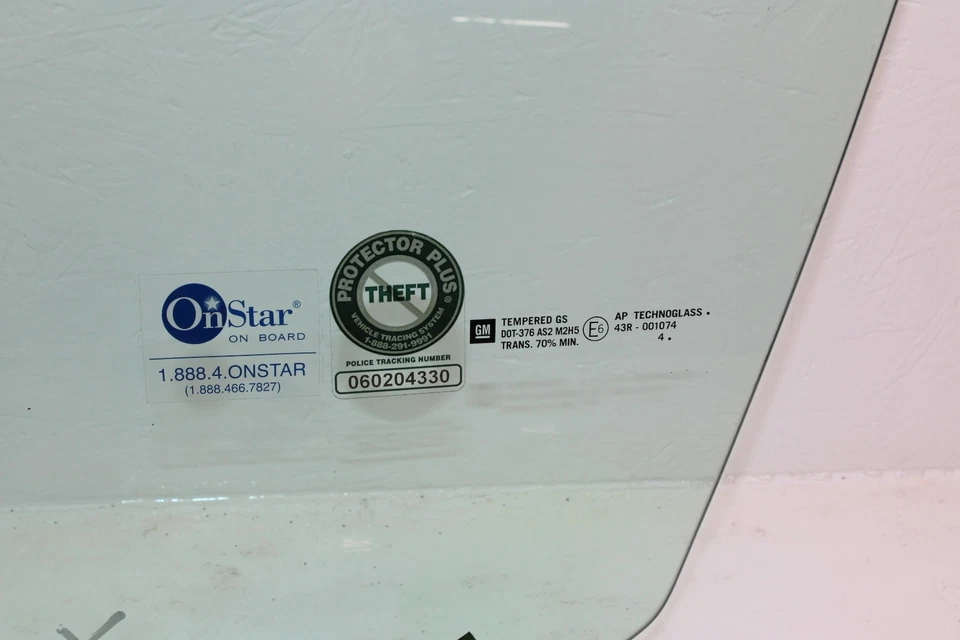 OnStar®
ON BOARD
1.888.4.ONSTAR
(1.888.466.7827)
PROTECTOR PLUS®
THEFT
VEHICLE TRACING SYSTEM
1-888-291-9991
POLICE TRACKING NUMBER
060204330
GM
TEMPERED GS
DOT-376 AS2 M2H5
TRANS. 70% MIN.
E6
AP TECHNOGLASS .
43R - 001074
4 .